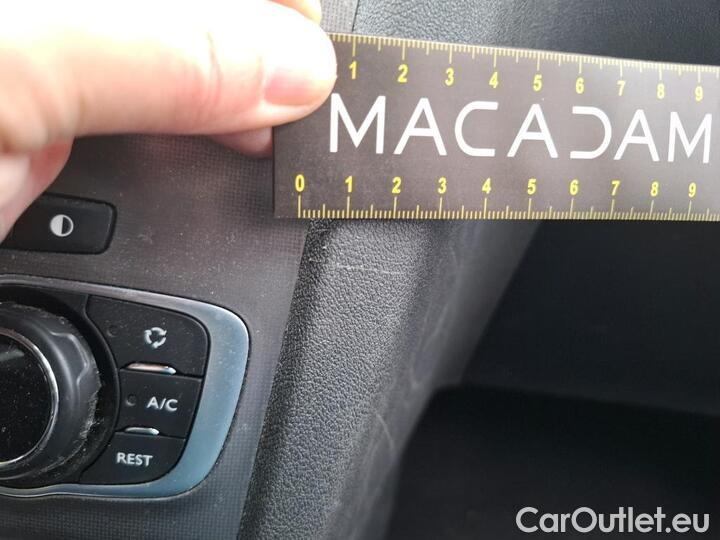 1 2 3 4 5 6 7 8 9
MACADAM
0 1 2 3 4 5 6 7 8 9
A/C
REST
CarOutlet.eu